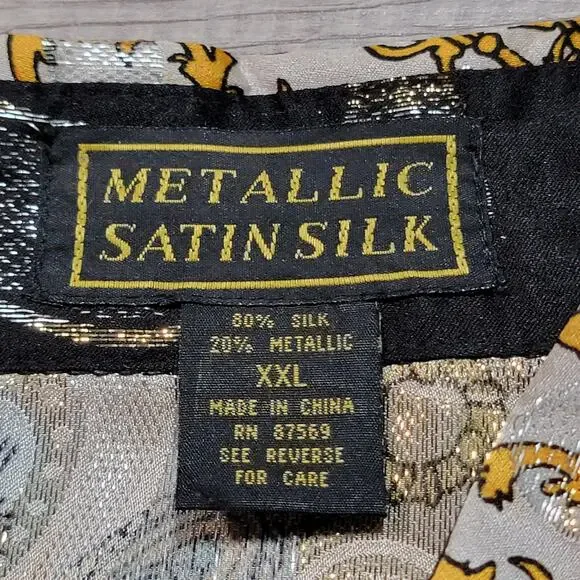 METALLIC
SATIN SILK
80% SILK
20% METALLIC
XXL
MADE IN CHINA
RN 87569
SEE REVERSE
FOR CARE